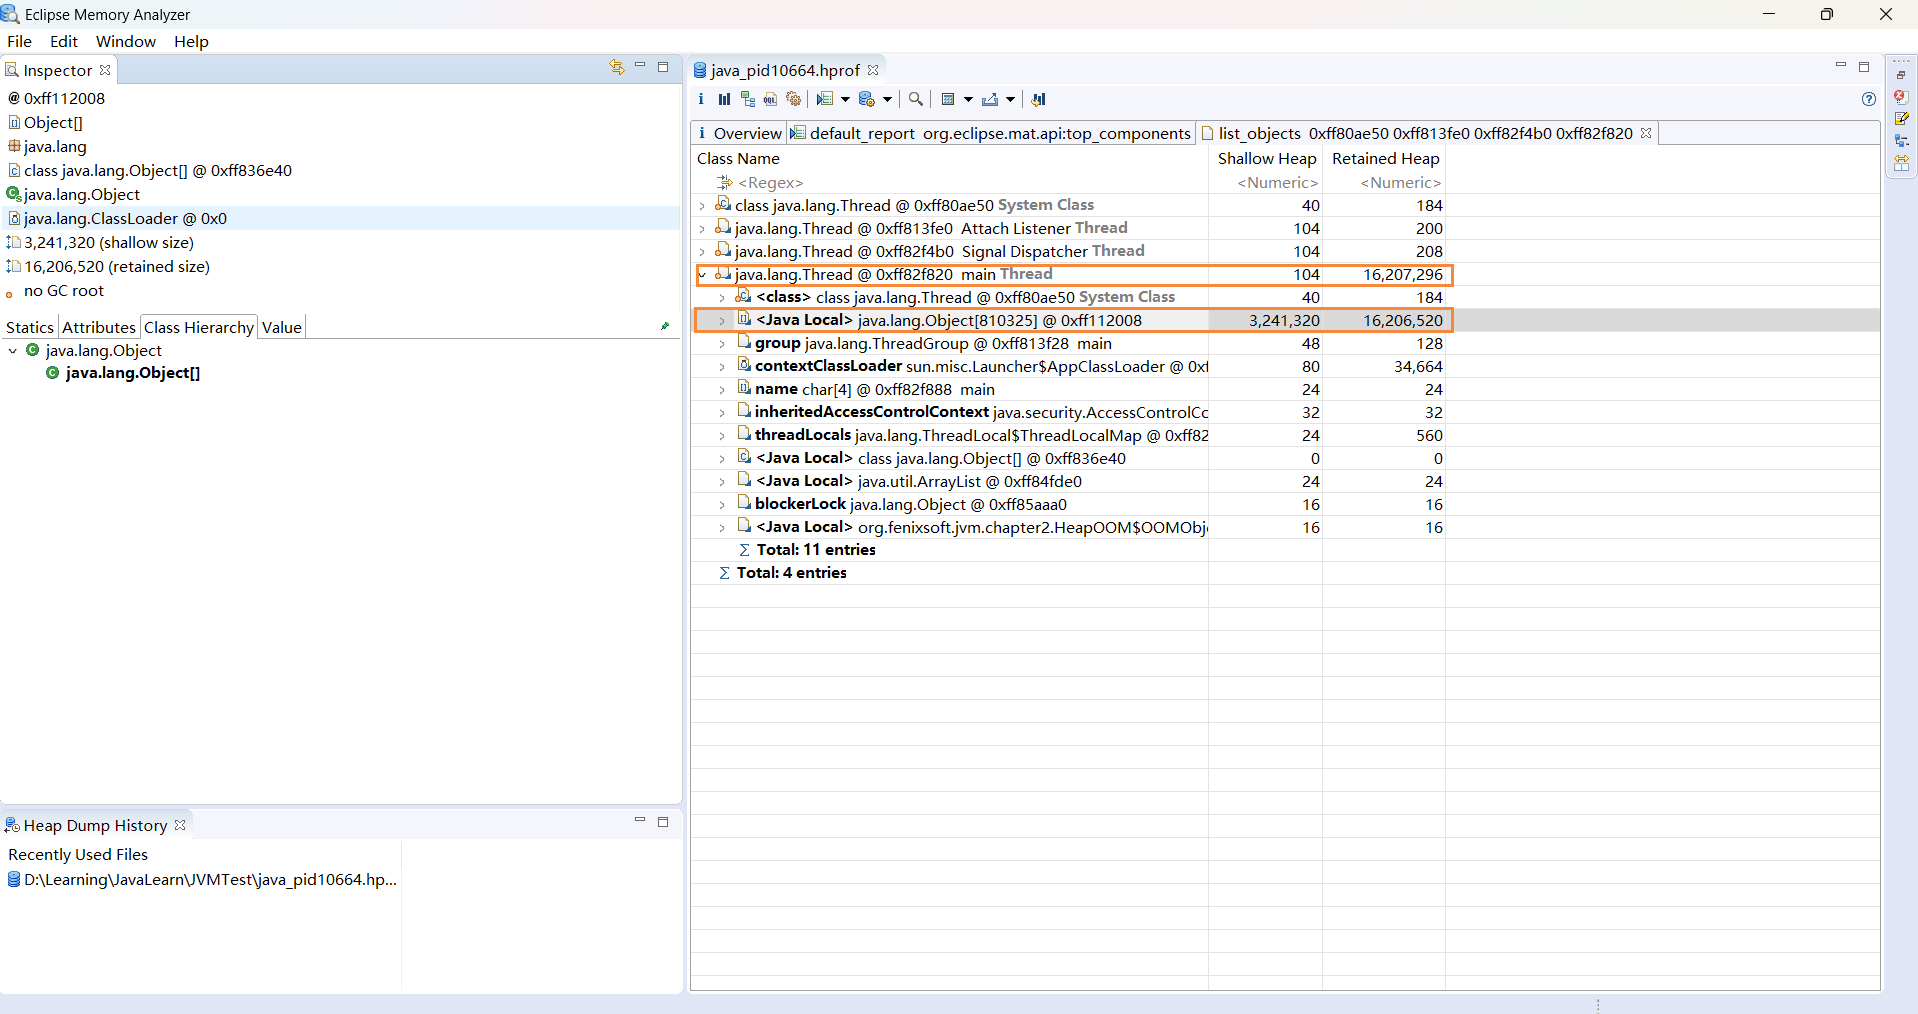 Eclipse Memory Analyzer
File Edit Window Help
Inspector
0xff112008
Object[]
java.lang
class java.lang.Object[] @ 0xff836e40
java.lang.Object
java.lang.ClassLoader @ 0x0
3,241,320 (shallow size)
16,206,520 (retained size)
no GC root
Statics Attributes Class Hierarchy Value
java.lang.Object
java.lang.Object[]
Heap Dump History
Recently Used Files
D:\Learning\JavaLearn\JVMTest\java_pid10664.hp...
java_pid10664.hprof
Overview default_report org.eclipse.mat.api:top_components list_objects 0xff80ae50 0xff813fe0 0xff82f4b0 0xff82f820
Class Name Shallow Heap Retained Heap
<Regex> <Numeric> <Numeric>
class java.lang.Thread @ 0xff80ae50 System Class 40 184
java.lang.Thread @ 0xff813fe0 Attach Listener Thread 104 200
java.lang.Thread @ 0xff82f4b0 Signal Dispatcher Thread 104 208
java.lang.Thread @ 0xff82f820 main Thread 104 16,207,296
<class> class java.lang.Thread @ 0xff80ae50 System Class 40 184
<Java Local> java.lang.Object[810325] @ 0xff112008 3,241,320 16,206,520
group java.lang.ThreadGroup @ 0xff813f28 main 48 128
contextClassLoader sun.misc.Launcher$AppClassLoader @ 0xf 80 34,664
name char[4] @ 0xff82f888 main 24 24
inheritedAccessControlContext java.security.AccessControlCc 32 32
threadLocals java.lang.ThreadLocal$ThreadLocalMap @ 0xff82 24 560
<Java Local> class java.lang.Object[] @ 0xff836e40 0 0
<Java Local> java.util.ArrayList @ 0xff84fde0 24 24
blockerLock java.lang.Object @ 0xff85aaa0 16 16
<Java Local> org.fenixsoft.jvm.chapter2.HeapOOM$OOMObj 16 16
Total: 11 entries
Total: 4 entries